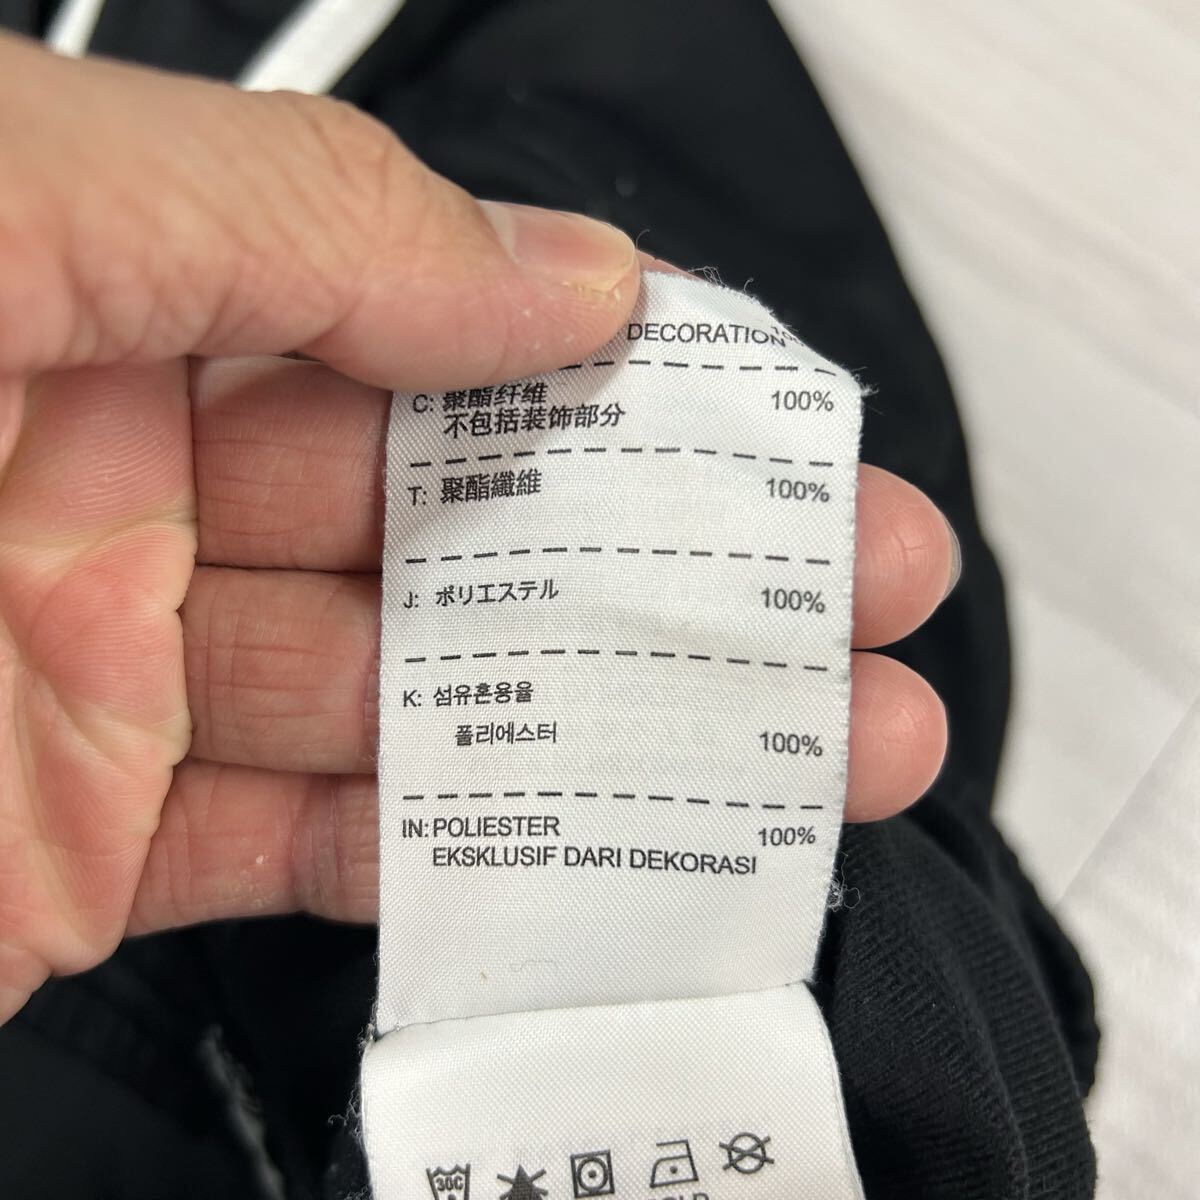 DECORATION
C: 聚酯纤维 100%
不包括装饰部分
T: 聚酯纖維 100%
J: ポリエステル 100%
K: 섬유혼용율
폴리에스터 100%
IN: POLIESTER 100%
EKSKLUSIF DARI DEKORASI
30C